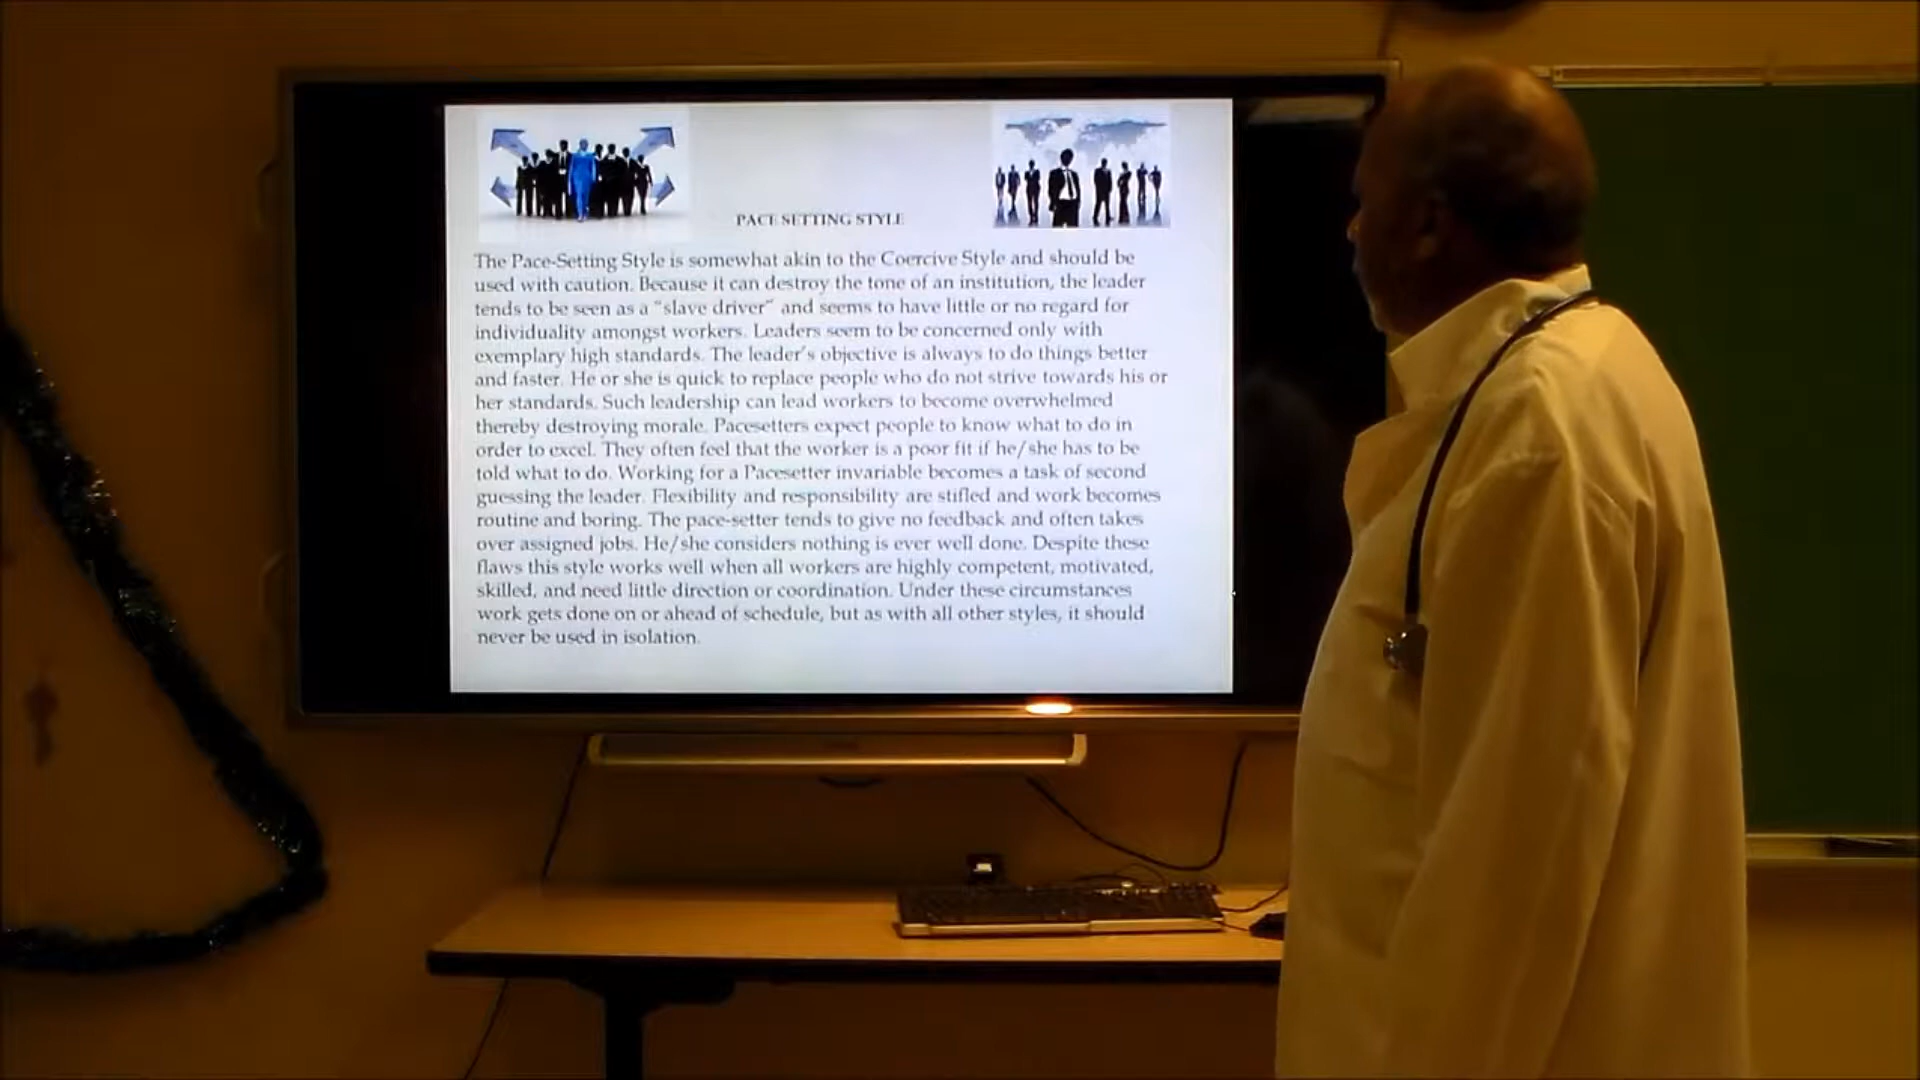 PACE SETTING STYLE
The Pace-Setting Style is somewhat akin to the Coercive Style and should be
used with caution. Because it can destroy the tone of an institution, the leader
tends to be seen as a "slave driver" and seems to have little or no regard for
individuality amongst workers. Leaders seem to be concerned only with
exemplary high standards. The leader's objective is always to do things better
and faster. He or she is quick to replace people who do not strive towards his or
her standards. Such leadership can lead workers to become overwhelmed
thereby destroying morale. Pacesetters expect people to know what to do in
order to excel. They often feel that the worker is a poor fit if he/she has to be
told what to do. Working for a Pacesetter invariable becomes a task of second
guessing the leader. Flexibility and responsibility are stifled and work becomes
routine and boring. The pace-setter tends to give no feedback and often takes
over assigned jobs. He/she considers nothing is ever well done. Despite these
flaws this style works well when all workers are highly competent, motivated,
skilled, and need little direction or coordination. Under these circumstances
work gets done on or ahead of schedule, but as with all other styles, it should
never be used in isolation.